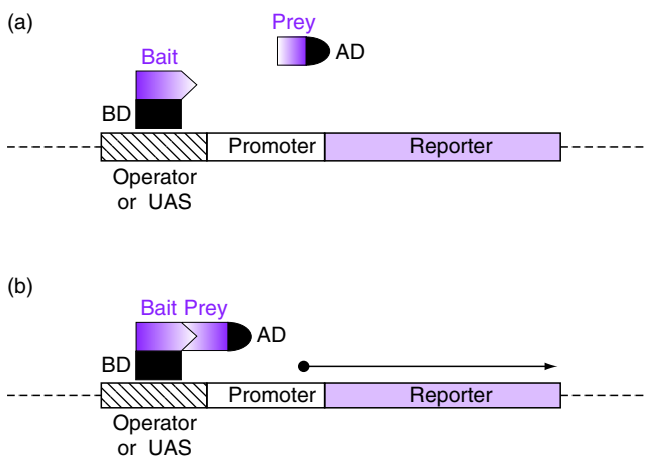 (a)
Prey
AD
Bait
BD
Promoter
Reporter
Operator
or UAS
(b)
Bait Prey
AD
BD
Promoter
Reporter
Operator
or UAS